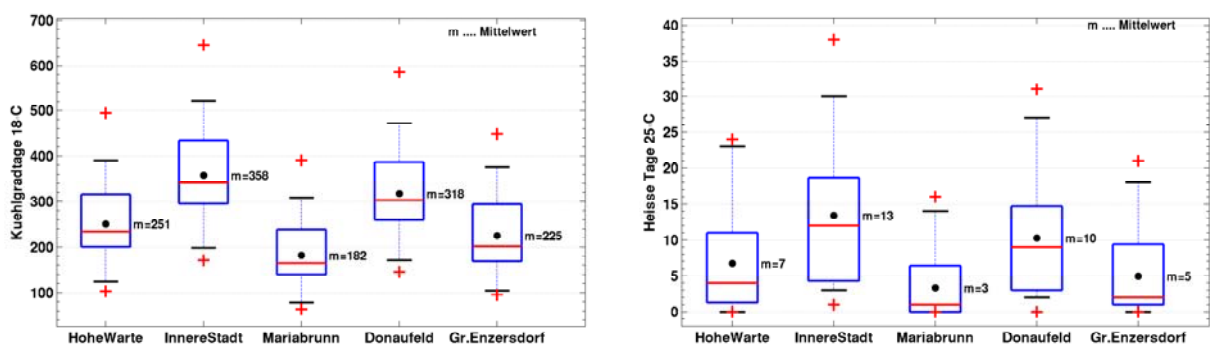 Kuehlgradtage 18·C
700
600
500
400
300
200
100
m .... Mittelwert
m=251
m=358
m=182
m=318
m=225
HoheWarte InnereStadt Mariabrunn Donaufeld Gr.Enzersdorf
Heisse Tage 25·C
40
35
30
25
20
15
10
5
0
m .... Mittelwert
m=7
m=13
m=3
m=10
m=5
HoheWarte InnereStadt Mariabrunn Donaufeld Gr.Enzersdorf